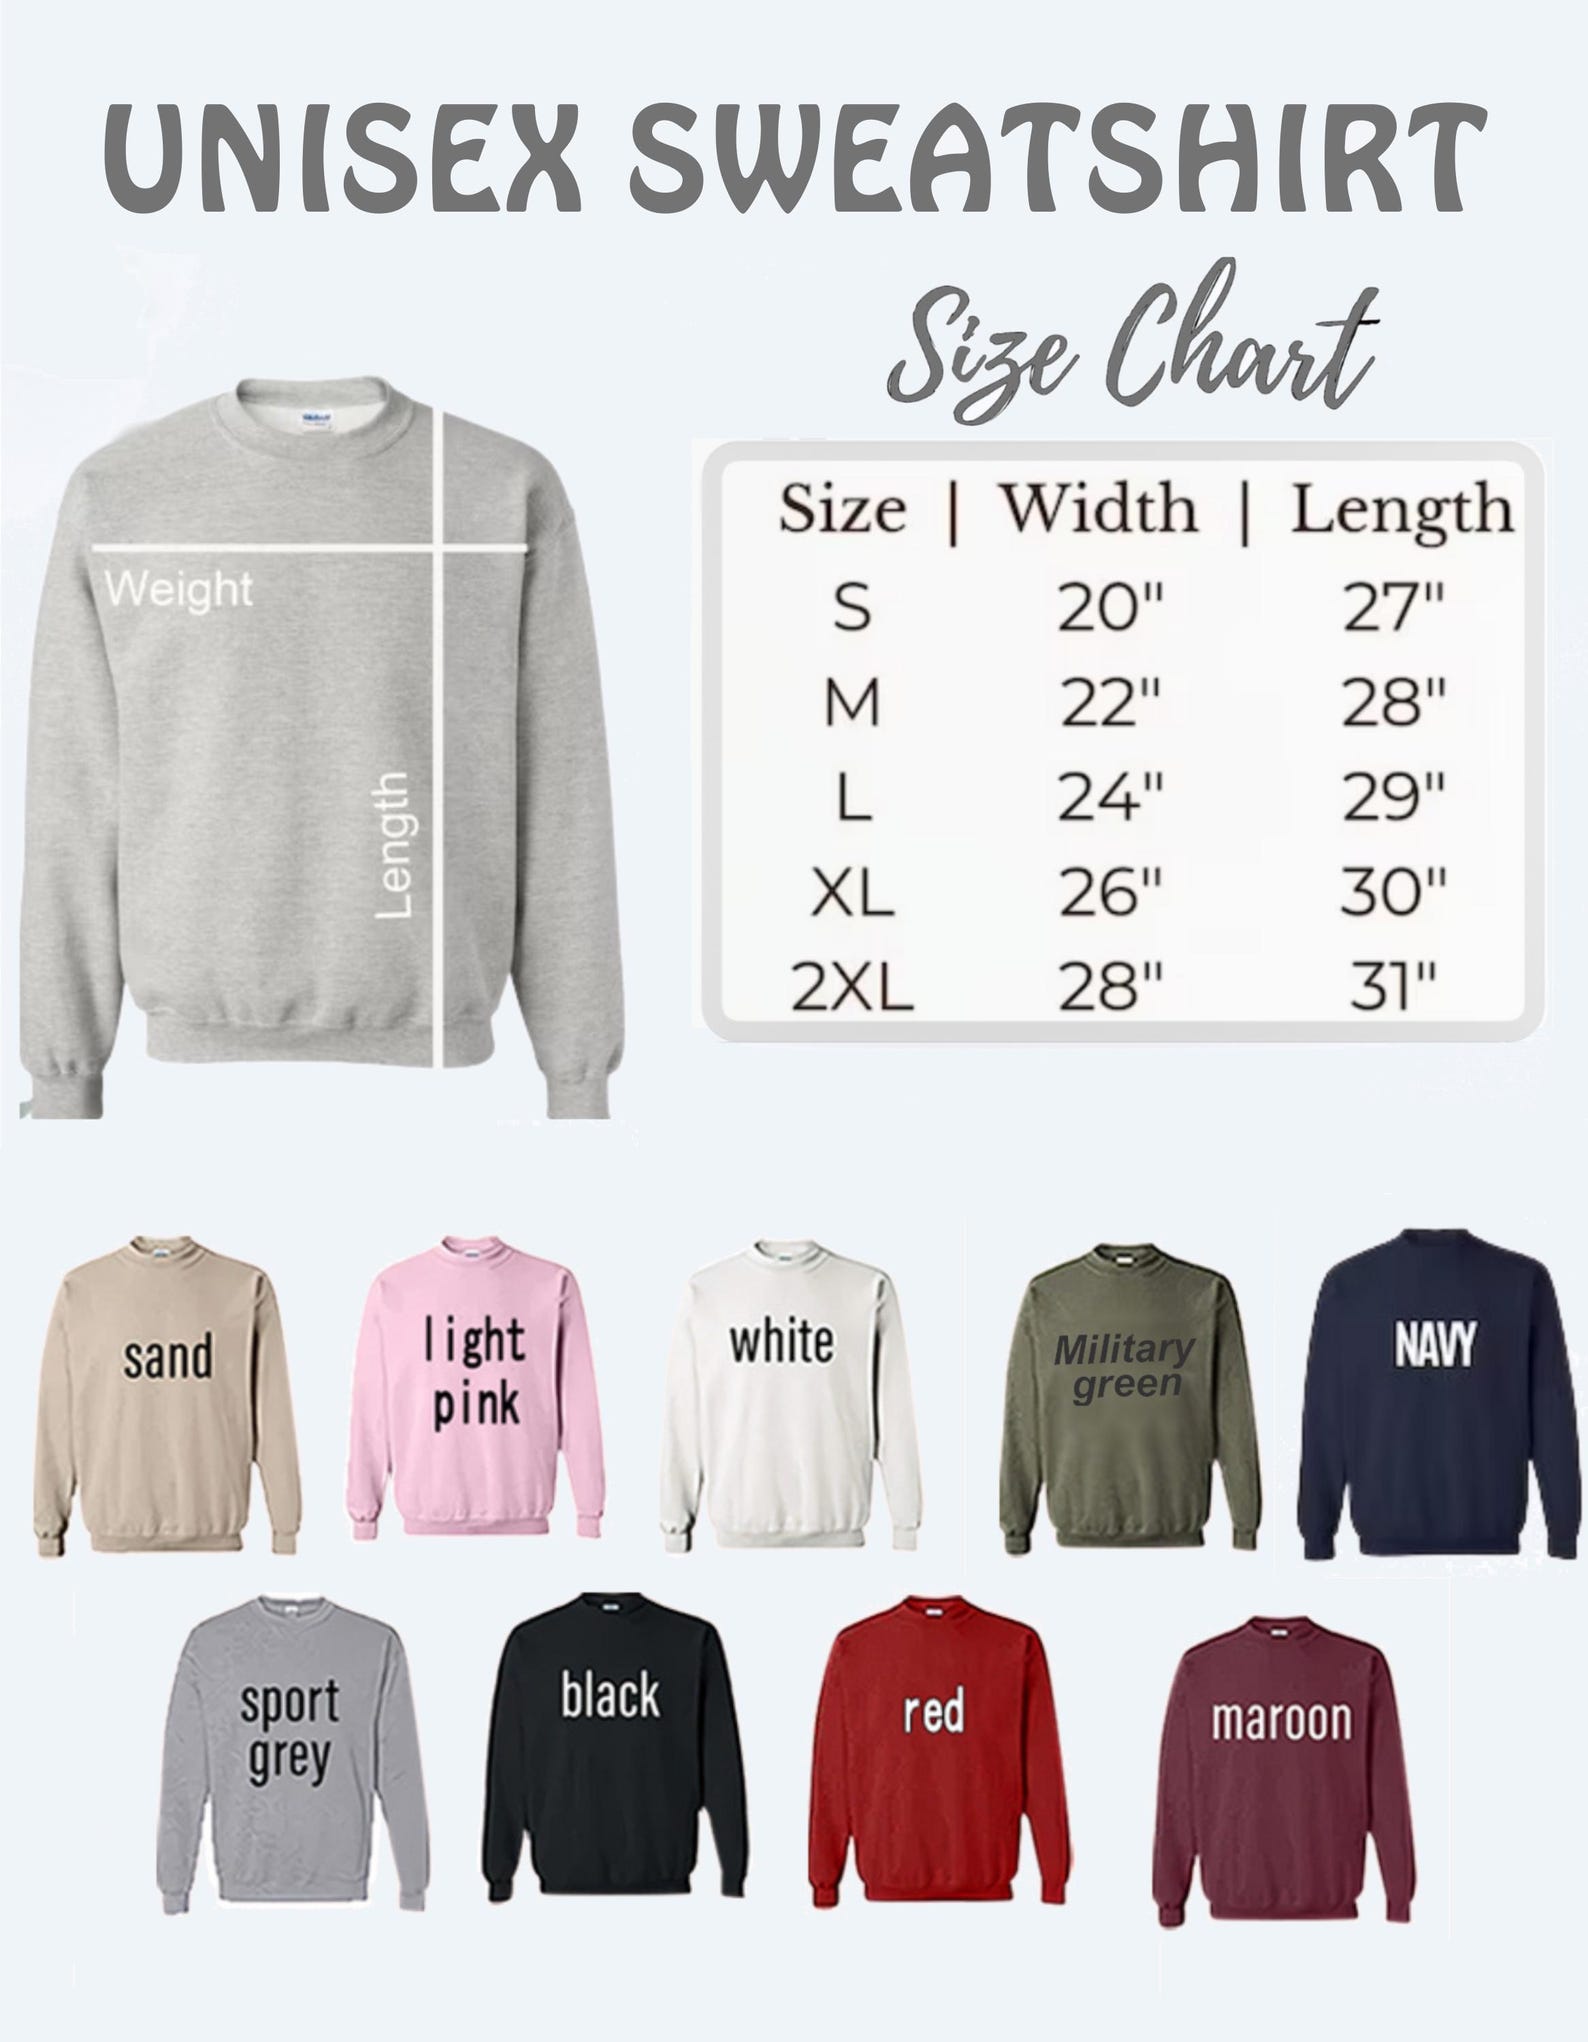 UNISEX SWEATSHIRT
Size Chart
Weight
Length
Size | Width | Length
S 20" 27"
M 22" 28"
L 24" 29"
XL 26" 30"
2XL 28" 31"
sand
light
pink
white
Military
green
NAVY
sport
grey
black
red
maroon